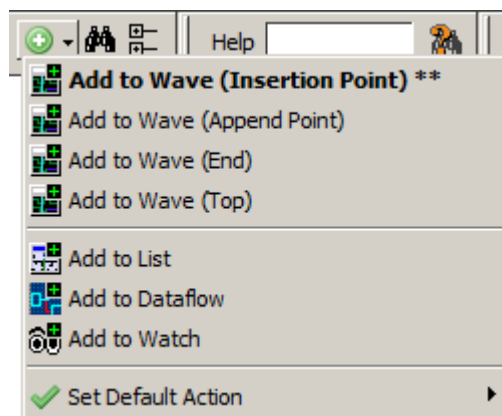 Help
Add to Wave (Insertion Point) **
Add to Wave (Append Point)
Add to Wave (End)
Add to Wave (Top)
Add to List
Add to Dataflow
Add to Watch
Set Default Action